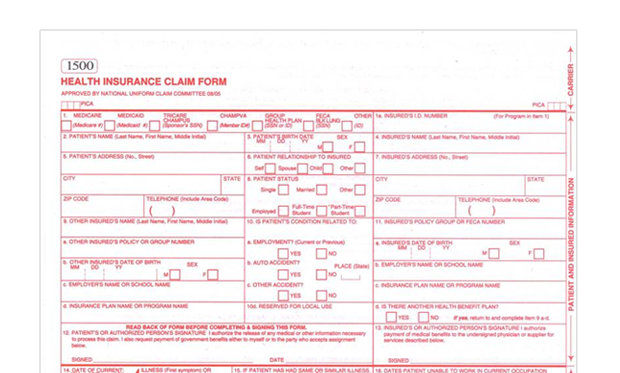 1500
HEALTH INSURANCE CLAIM FORM
APPROVED BY NATIONAL UNIFORM CLAIM COMMITTEE 08/05
PICA PICA
CARRIER
1. MEDICARE MEDICAID TRICARE CHAMPUS CHAMPVA GROUP HEALTH PLAN FECA BLK LUNG OTHER 1a. INSURED'S I.D. NUMBER (For Program in Item 1)
(Medicare #) (Medicaid #) (Sponsor's SSN) (Member ID#) (SSN or ID) (SSN) (ID)
2. PATIENT'S NAME (Last Name, First Name, Middle Initial) 3. PATIENT'S BIRTH DATE SEX 4. INSURED'S NAME (Last Name, First Name, Middle Initial)
MM DD YY M F
5. PATIENT'S ADDRESS (No., Street) 6. PATIENT RELATIONSHIP TO INSURED 7. INSURED'S ADDRESS (No., Street)
Self Spouse Child Other
CITY STATE 8. PATIENT STATUS CITY STATE
Single Married Other
ZIP CODE TELEPHONE (Include Area Code) ZIP CODE TELEPHONE (Include Area Code)
( ) Employed Full-Time Student Part-Time Student ( )
9. OTHER INSURED'S NAME (Last Name, First Name, Middle Initial) 10. IS PATIENT'S CONDITION RELATED TO: 11. INSURED'S POLICY GROUP OR FECA NUMBER
a. OTHER INSURED'S POLICY OR GROUP NUMBER a. EMPLOYMENT? (Current or Previous) a. INSURED'S DATE OF BIRTH SEX
YES NO MM DD YY M F
b. OTHER INSURED'S DATE OF BIRTH SEX b. AUTO ACCIDENT? PLACE (State) b. EMPLOYER'S NAME OR SCHOOL NAME
MM DD YY M F YES NO
c. EMPLOYER'S NAME OR SCHOOL NAME c. OTHER ACCIDENT? c. INSURANCE PLAN NAME OR PROGRAM NAME
YES NO
d. INSURANCE PLAN NAME OR PROGRAM NAME 10d. RESERVED FOR LOCAL USE d. IS THERE ANOTHER HEALTH BENEFIT PLAN?
YES NO If yes, return to and complete item 9 a-d.
READ BACK OF FORM BEFORE COMPLETING & SIGNING THIS FORM.
12. PATIENT'S OR AUTHORIZED PERSON'S SIGNATURE I authorize the release of any medical or other information necessary
to process this claim. I also request payment of government benefits either to myself or to the party who accepts assignment
below.
SIGNED DATE
13. INSURED'S OR AUTHORIZED PERSON'S SIGNATURE I authorize
payment of medical benefits to the undersigned physician or supplier for
services described below.
SIGNED
PATIENT AND INSURED INFORMATION
14. DATE OF CURRENT: ILLNESS (First symptom) OR 15. IF PATIENT HAS HAD SAME OR SIMILAR ILLNESS. 16. DATES PATIENT UNABLE TO WORK IN CURRENT OCCUPATION